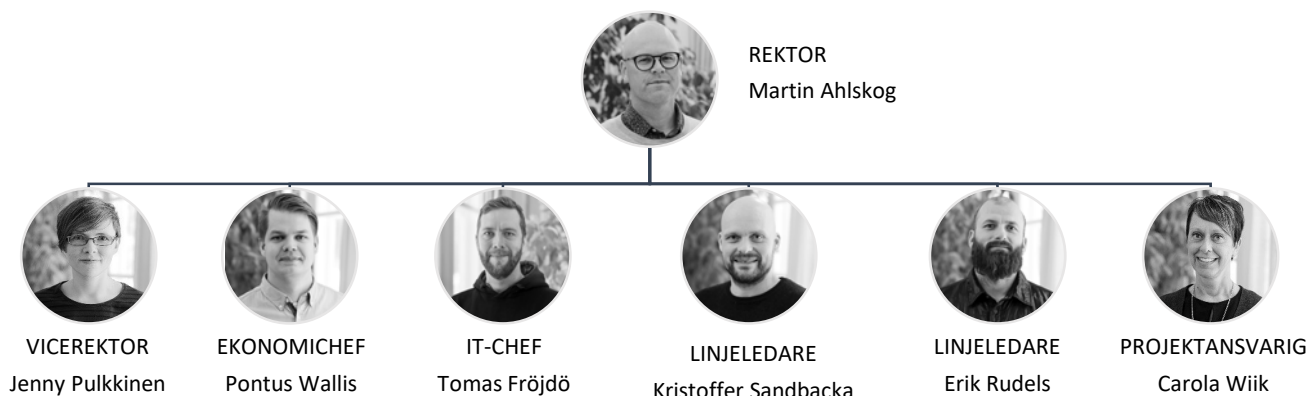 REKTOR
Martin Ahlskog
VICEREKTOR
Jenny Pulkkinen
EKONOMICHEF
Pontus Wallis
IT-CHEF
Tomas Fröjdö
LINJELEDARE
Kristoffer Sandbacka
LINJELEDARE
Erik Rudels
PROJEKTANSVARIG
Carola Wiik